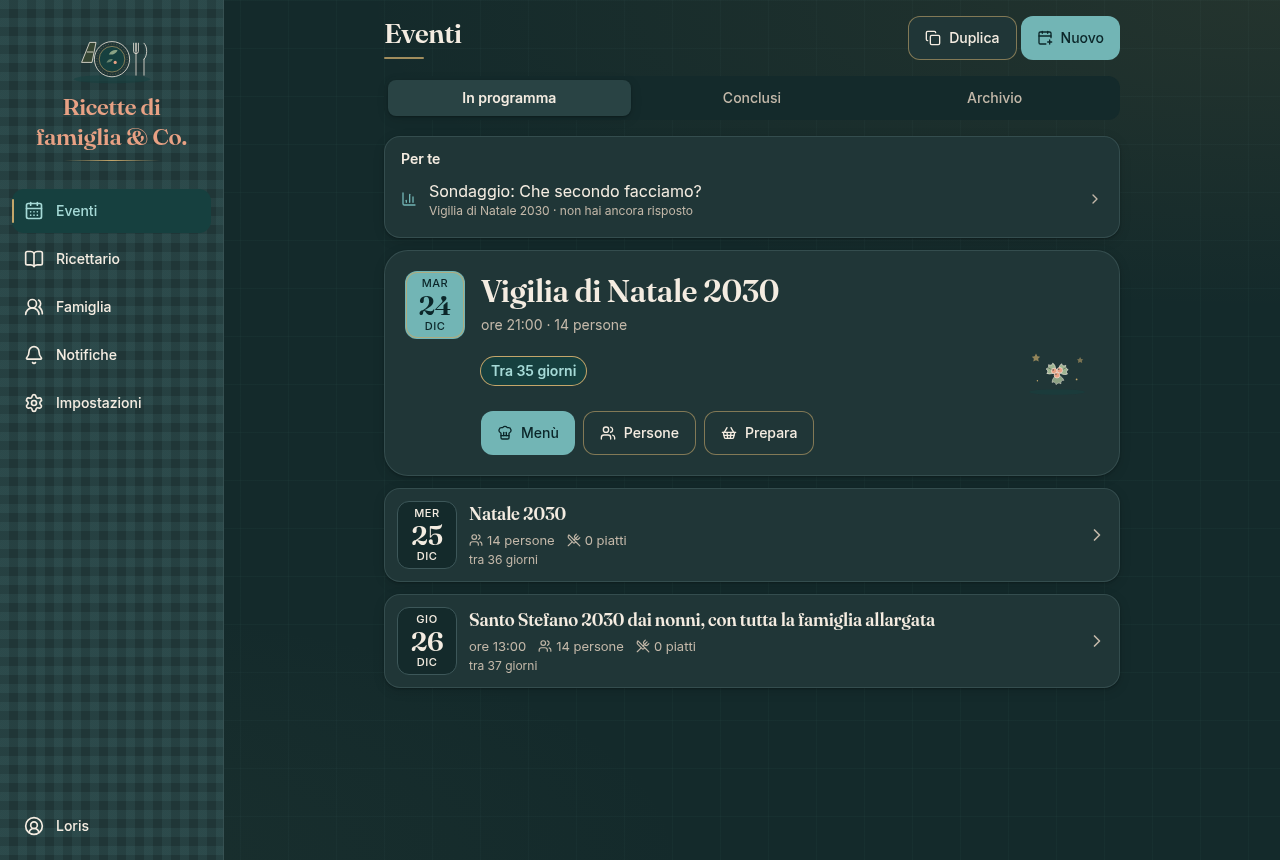 Ricette di
famiglia & Co.
Eventi
Ricettario
Famiglia
Notifiche
Impostazioni
Loris
Eventi
Duplica
Nuovo
In programma
Conclusi
Archivio
Per te
Sondaggio: Che secondo facciamo?
Vigilia di Natale 2030 · non hai ancora risposto
MAR
24
DIC
Vigilia di Natale 2030
ore 21:00 · 14 persone
Tra 35 giorni
Menù
Persone
Prepara
MER
25
DIC
Natale 2030
14 persone
0 piatti
tra 36 giorni
GIO
26
DIC
Santo Stefano 2030 dai nonni, con tutta la famiglia allargata
ore 13:00
14 persone
0 piatti
tra 37 giorni